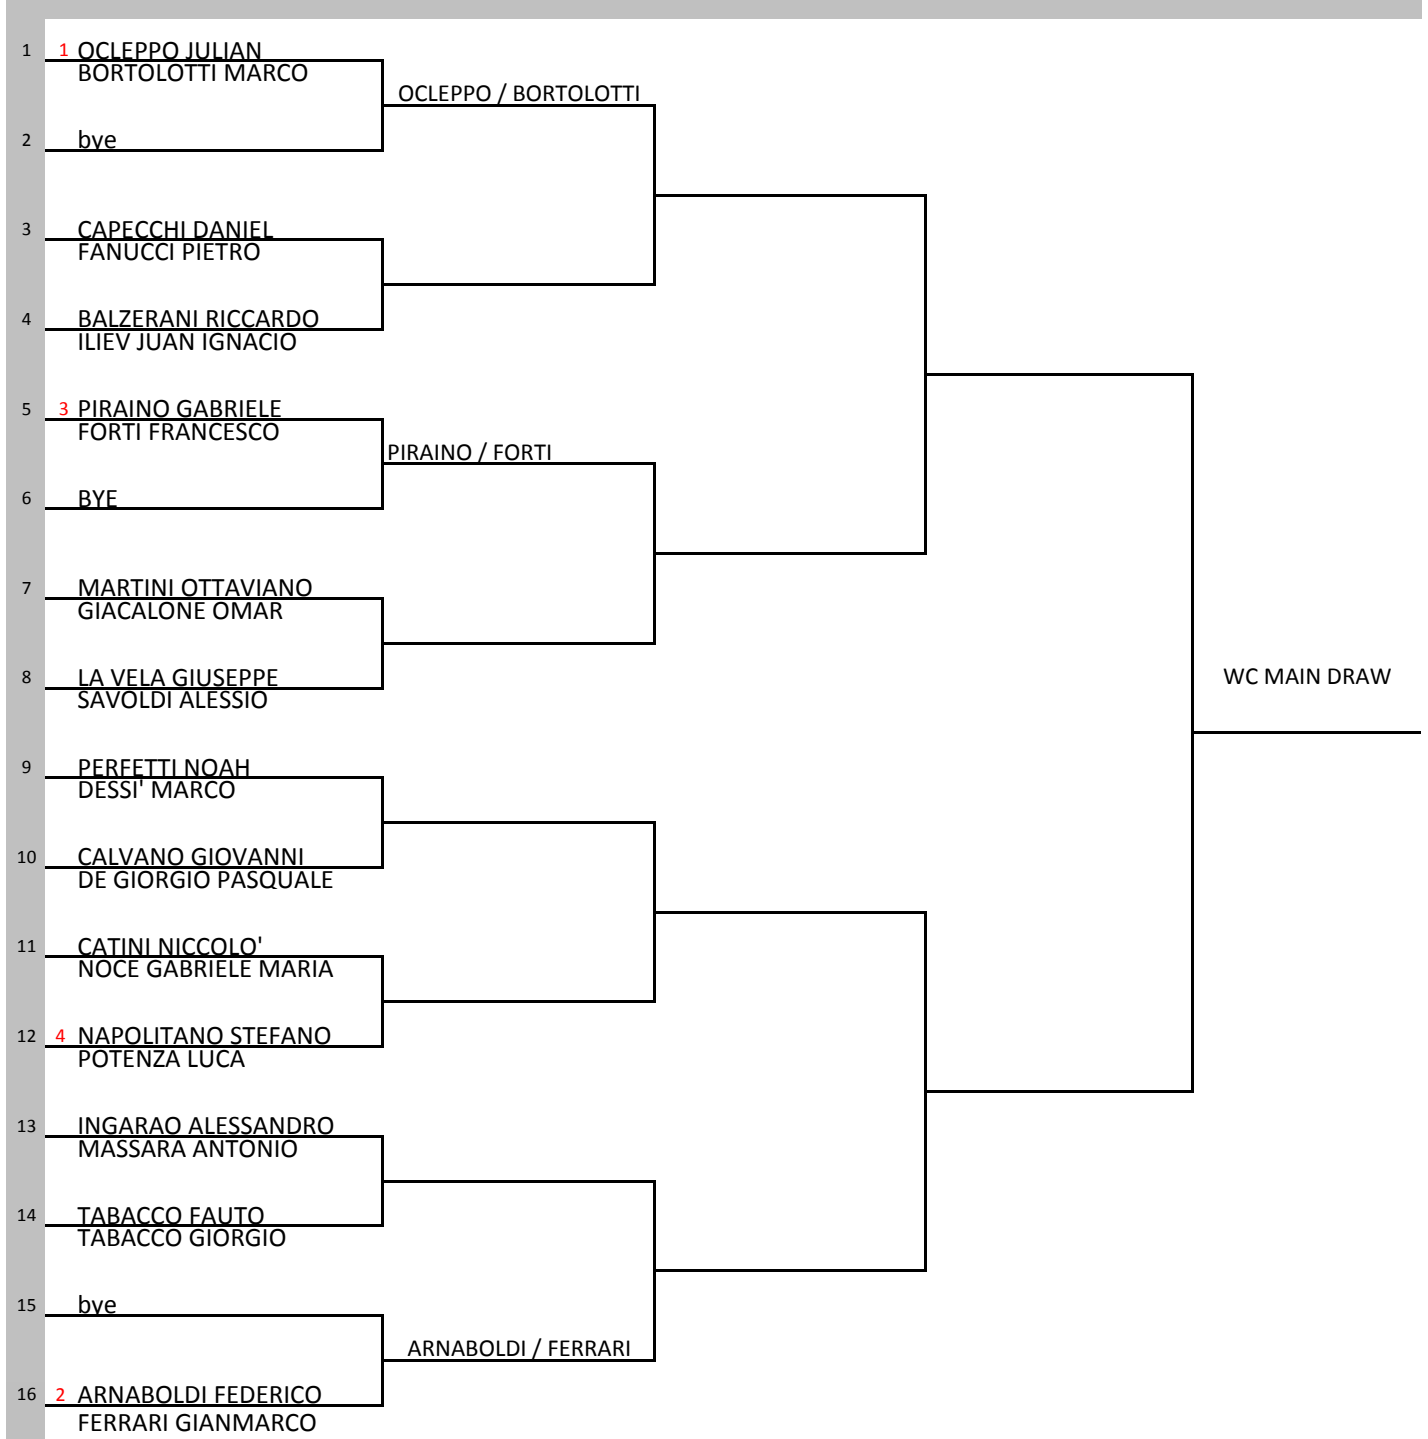 1 1 OCLEPPO JULIAN
BORTOLOTTI MARCO
OCLEPPO / BORTOLOTTI
2 bye
3 CAPECCHI DANIEL
FANUCCI PIETRO
4 BALZERANI RICCARDO
ILIEV JUAN IGNACIO
5 3 PIRAINO GABRIELE
FORTI FRANCESCO
PIRAINO / FORTI
6 BYE
7 MARTINI OTTAVIANO
GIACALONE OMAR
8 LA VELA GIUSEPPE
SAVOLDI ALESSIO
WC MAIN DRAW
9 PERFETTI NOAH
DESSI' MARCO
10 CALVANO GIOVANNI
DE GIORGIO PASQUALE
11 CATINI NICCOLO'
NOCE GABRIELE MARIA
12 4 NAPOLITANO STEFANO
POTENZA LUCA
13 INGARAO ALESSANDRO
MASSARA ANTONIO
14 TABACCO FAUTO
TABACCO GIORGIO
15 bye
ARNABOLDI / FERRARI
16 2 ARNABOLDI FEDERICO
FERRARI GIANMARCO